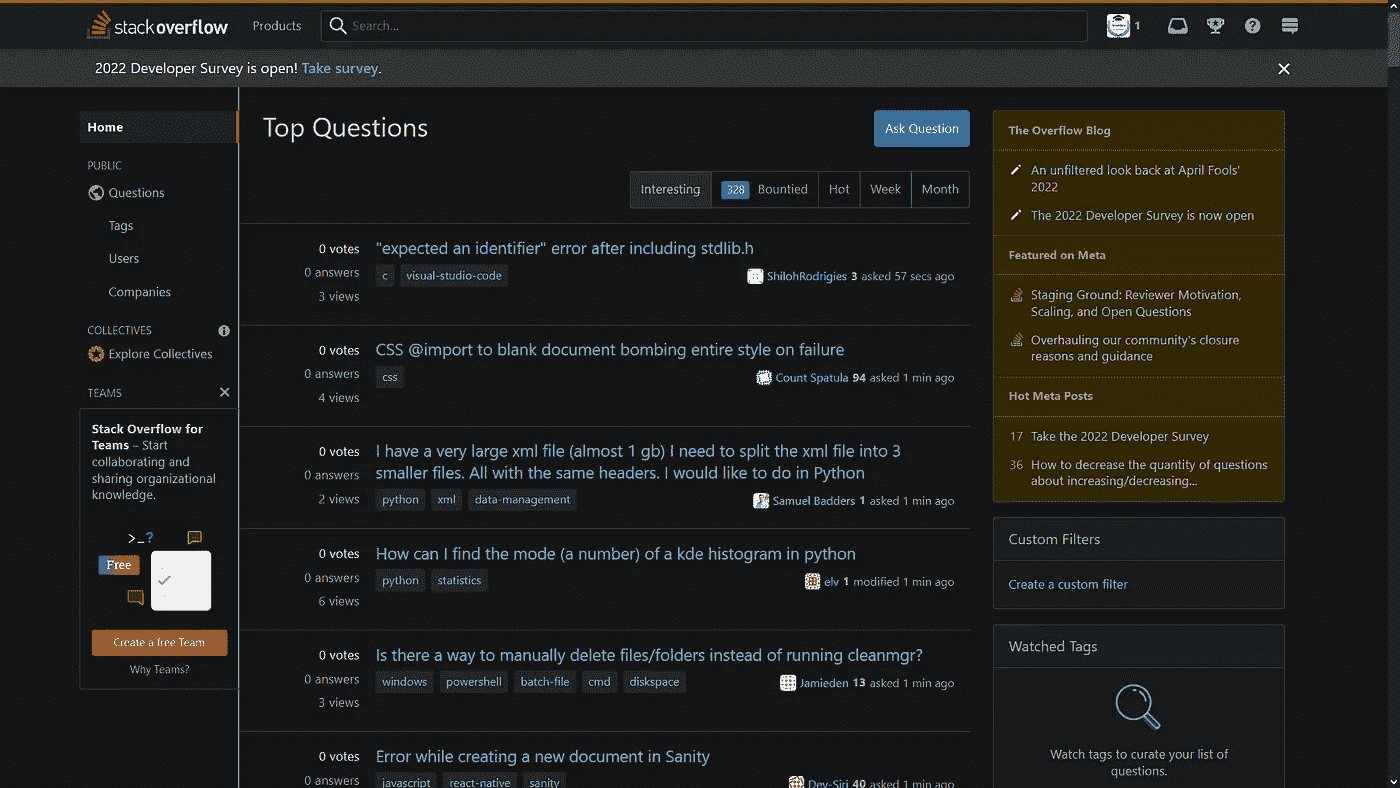 stackoverflow Products Search... 1
2022 Developer Survey is open! Take survey.
Home
PUBLIC
Questions
Tags
Users
Companies
COLLECTIVES
Explore Collectives
TEAMS
Stack Overflow for
Teams – Start
collaborating and
sharing organizational
knowledge.
>_?
Free
Create a free Team
Why Teams?
Top Questions
Ask Question
Interesting 328 Bountied Hot Week Month
0 votes
0 answers
3 views
"expected an identifier" error after including stdlib.h
c visual-studio-code
ShilohRodrigies 3 asked 57 secs ago
0 votes
0 answers
4 views
CSS @import to blank document bombing entire style on failure
css
Count Spatula 94 asked 1 min ago
0 votes
0 answers
2 views
I have a very large xml file (almost 1 gb) I need to split the xml file into 3
smaller files. All with the same headers. I would like to do in Python
python xml data-management
Samuel Badders 1 asked 1 min ago
0 votes
0 answers
6 views
How can I find the mode (a number) of a kde histogram in python
python statistics
elv 1 modified 1 min ago
0 votes
0 answers
3 views
Is there a way to manually delete files/folders instead of running cleanmgr?
windows powershell batch-file cmd diskspace
Jamieden 13 asked 1 min ago
0 votes
0 answers
Error while creating a new document in Sanity
javascript react-native sanity
Dev-Siri 40 asked 1 min ago
The Overflow Blog
An unfiltered look back at April Fools'
2022
The 2022 Developer Survey is now open
Featured on Meta
Staging Ground: Reviewer Motivation,
Scaling, and Open Questions
Overhauling our community's closure
reasons and guidance
Hot Meta Posts
17 Take the 2022 Developer Survey
36 How to decrease the quantity of questions
about increasing/decreasing...
Custom Filters
Create a custom filter
Watched Tags
Watch tags to curate your list of
questions.